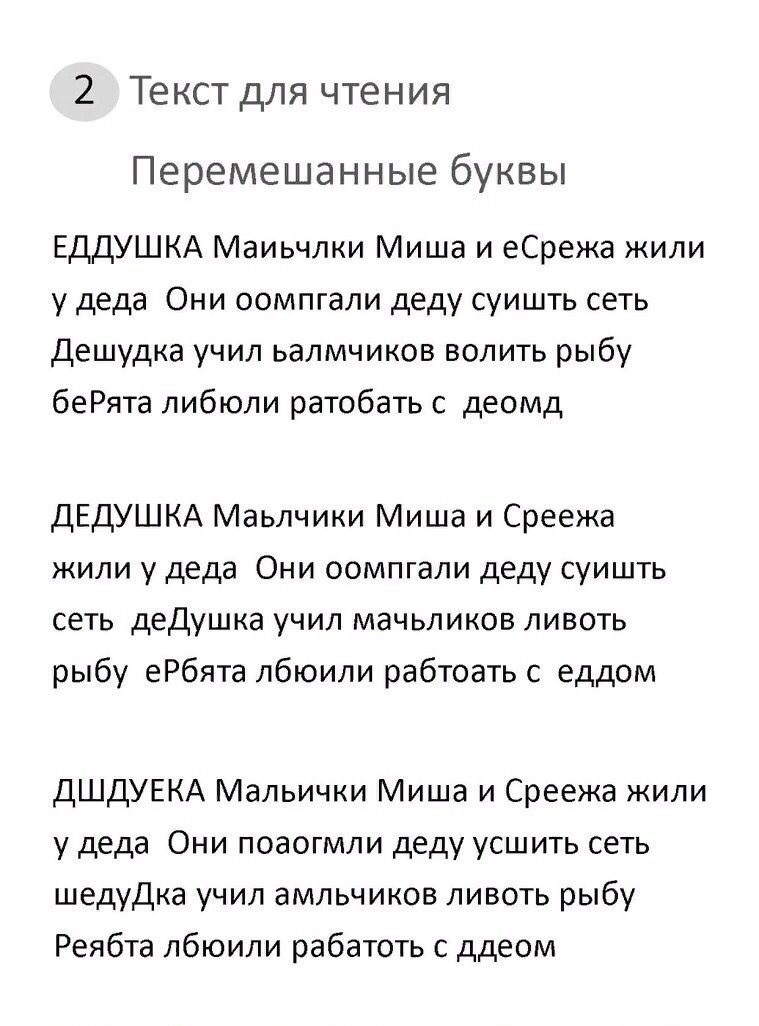 2 Текст для чтения
Перемешанные буквы
ЕДДУШКА Маиьчлки Миша и еСрежа жили
у деда Они оомпгали деду суишть сеть
Дешудка учил ьалмчиков волить рыбу
беРята либюли ратобать с деомд
ДЕДУШКА Маьлчики Миша и Среежа
жили у деда Они оомпгали деду суишть
сеть деДушка учил мачьликов ливоть
рыбу еРбята лбюили рабтоать с еддом
ДШДУЕКА Мальички Миша и Среежа жили
у деда Они поаогмли деду усшить сеть
шедуДка учил амльчиков ливоть рыбу
Реябта лбюили рабатоть с ддеом